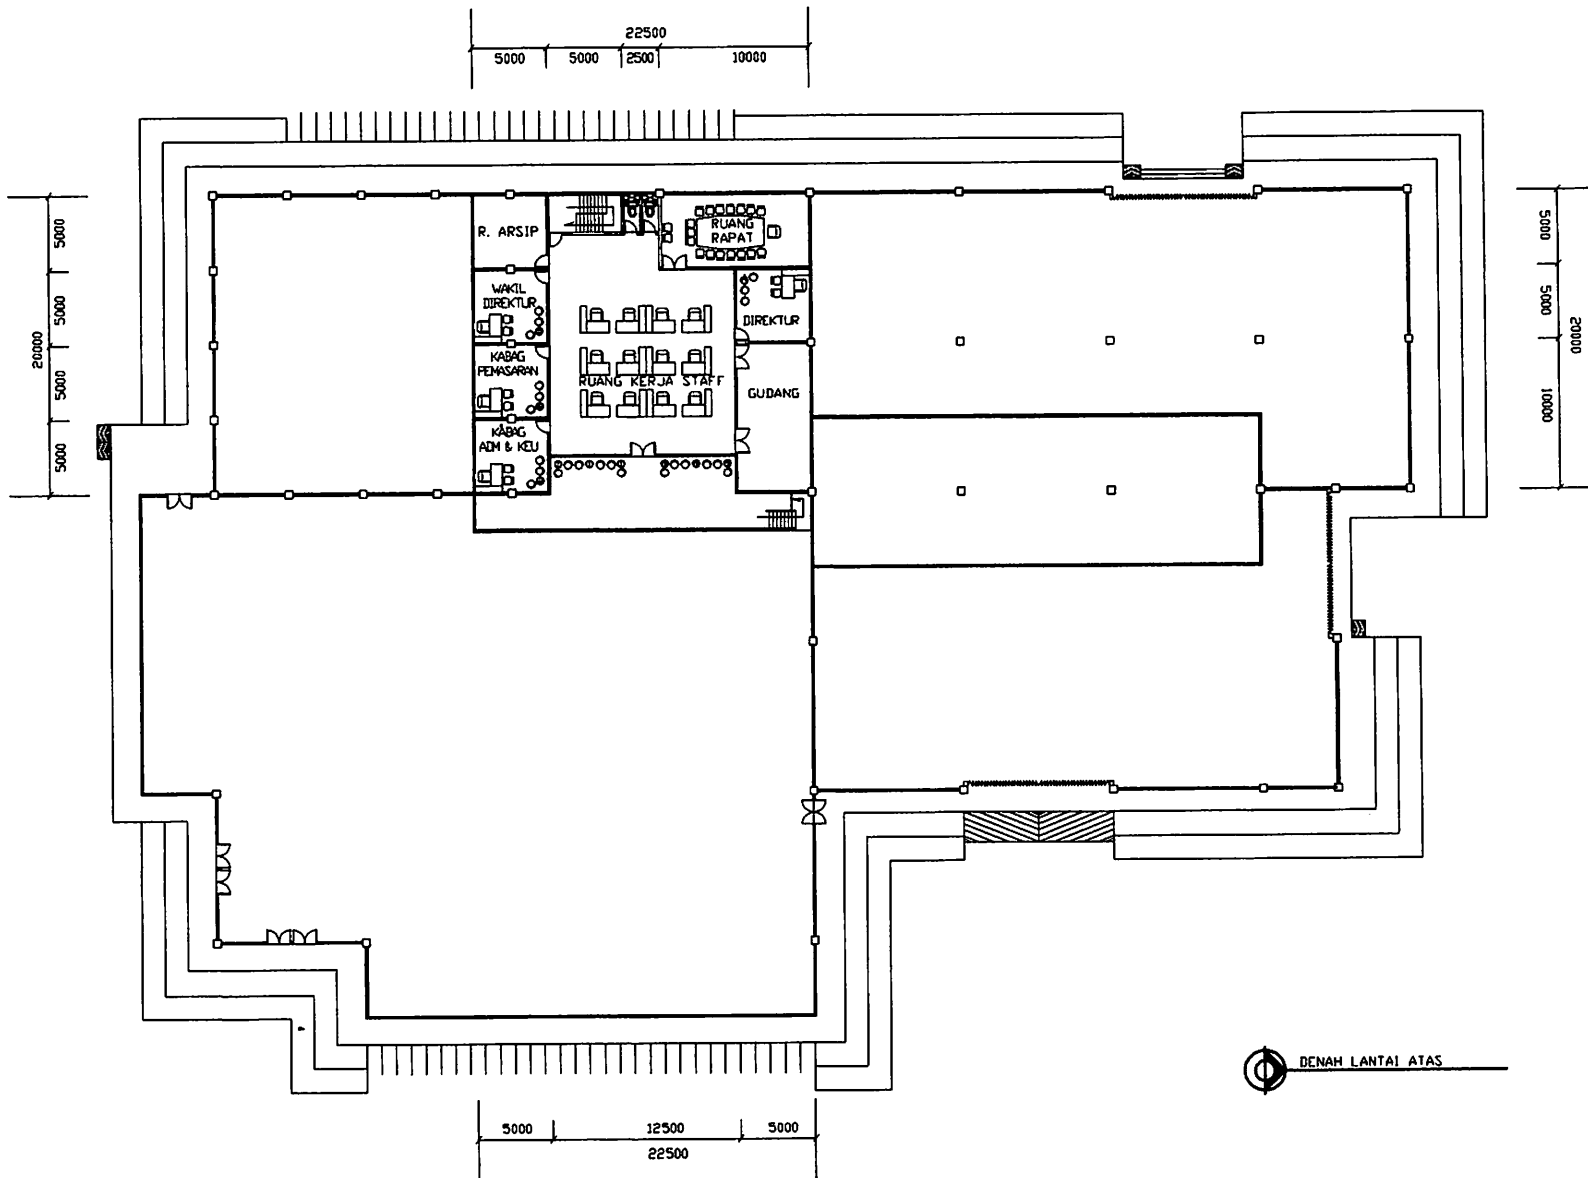 22500
5000 5000 2500 10000
5000
5000
5000
5000
20000
5000
5000
10000
20000
R. ARSIP
RUANG
RAPAT
WAKIL
DIREKTUR
DIREKTUR
KABAG
PEMASARAN
RUANG KERJA STAFF
GUDANG
KABAG
ADM & KEU
DENAH LANTAI ATAS
5000 12500 5000
22500